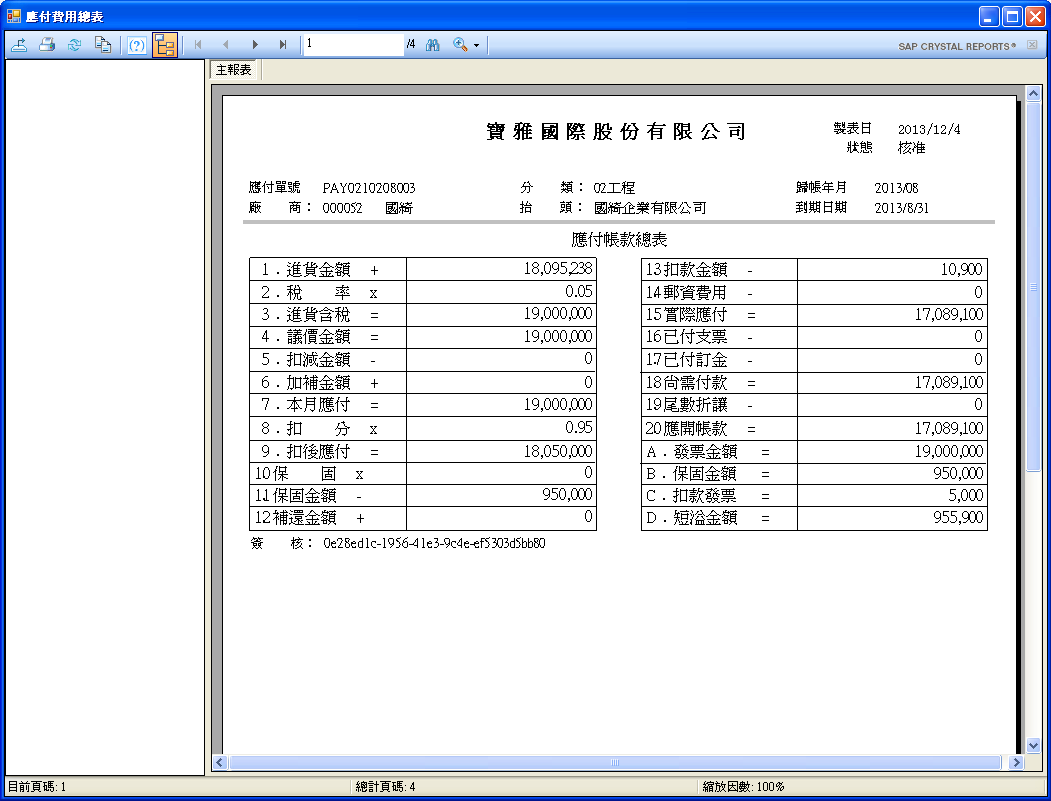 應付費用總表
1 /4 SAP CRYSTAL REPORTS®
主報表
寶雅國際股份有限公司
製表日 2013/12/4
狀態 核准
應付單號 PAY0210208003 分 類： 02工程 歸帳年月 2013/08
廠 商： 000052 國綺 抬 頭： 國綺企業有限公司 到期日期 2013/8/31
應付帳款總表
1．進貨金額 + 18,095,238 13扣款金額 - 10,900
2．稅 率 x 0.05 14郵資費用 - 0
3．進貨含稅 = 19,000,000 15實際應付 = 17,089,100
4．議價金額 = 19,000,000 16已付支票 - 0
5．扣減金額 - 0 17已付訂金 - 0
6．加補金額 + 0 18尚需付款 = 17,089,100
7．本月應付 = 19,000,000 19尾數折讓 - 0
8．扣 分 x 0.95 20應開帳款 = 17,089,100
9．扣後應付 = 18,050,000 A．發票金額 = 19,000,000
10保 固 x 0 B．保固金額 = 950,000
11保固金額 - 950,000 C．扣款發票 = 5,000
12補還金額 + 0 D．短溢金額 = 955,900
簽 核： 0e28ed1c-1956-41e3-9c4e-ef5303d5bb80
目前頁碼: 1 總計頁碼: 4 縮放因數: 100%